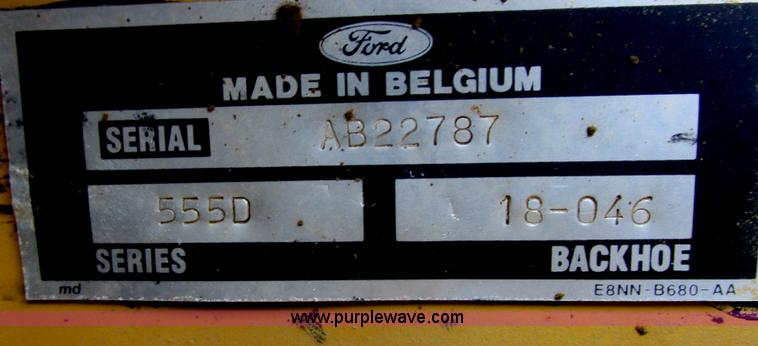 Ford
MADE IN BELGIUM
SERIAL AB22787
555D 18-046
SERIES BACKHOE
md E8NN-B680-AA
www.purplewave.com